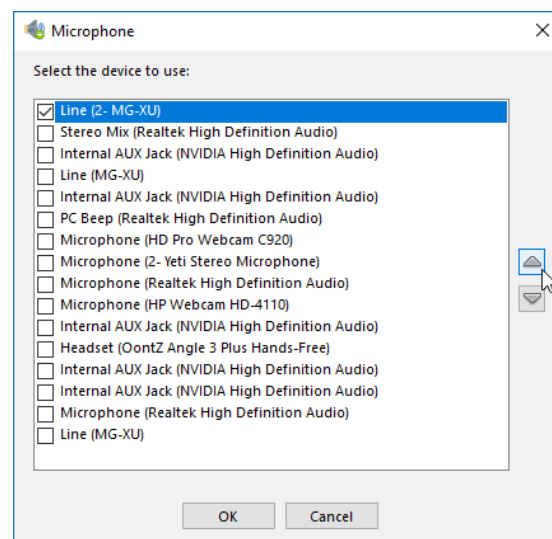 Microphone
Select the device to use:
Line (2- MG-XU)
Stereo Mix (Realtek High Definition Audio)
Internal AUX Jack (NVIDIA High Definition Audio)
Line (MG-XU)
Internal AUX Jack (NVIDIA High Definition Audio)
PC Beep (Realtek High Definition Audio)
Microphone (HD Pro Webcam C920)
Microphone (2- Yeti Stereo Microphone)
Microphone (Realtek High Definition Audio)
Microphone (HP Webcam HD-4110)
Internal AUX Jack (NVIDIA High Definition Audio)
Headset (OontZ Angle 3 Plus Hands-Free)
Internal AUX Jack (NVIDIA High Definition Audio)
Internal AUX Jack (NVIDIA High Definition Audio)
Microphone (Realtek High Definition Audio)
Line (MG-XU)
OK Cancel